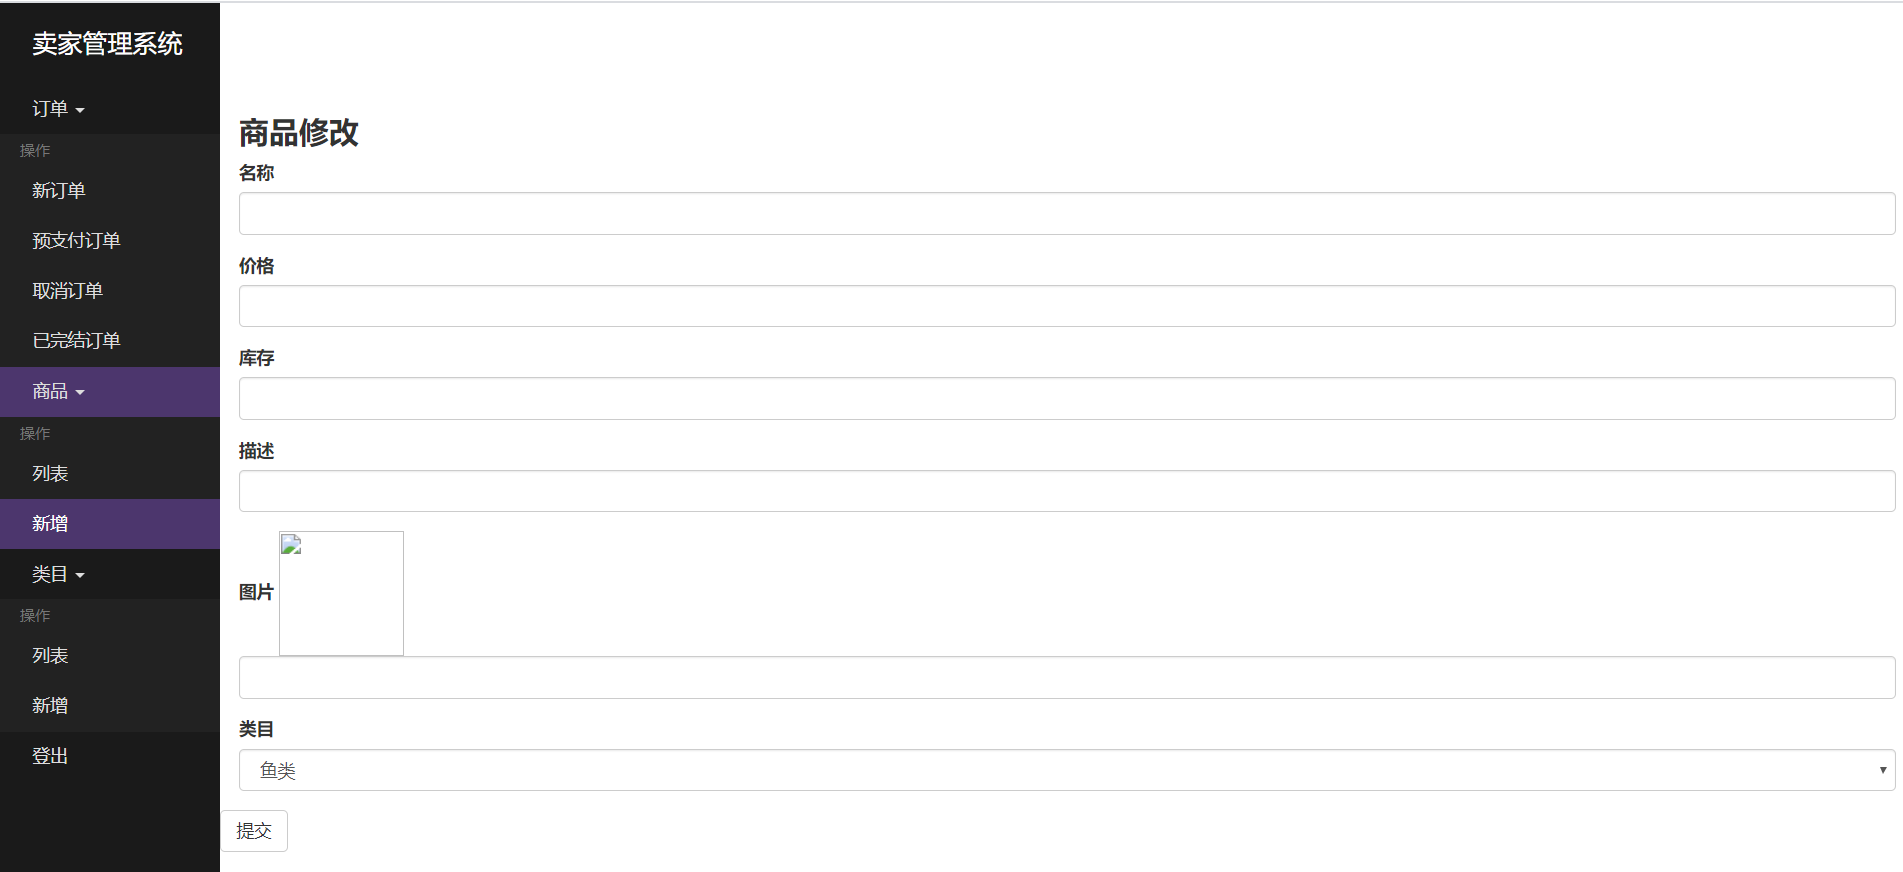 卖家管理系统
订单
操作
新订单
预支付订单
取消订单
已完结订单
商品
操作
列表
新增
类目
操作
列表
新增
登出
商品修改
名称
价格
库存
描述
图片
类目
鱼类
提交